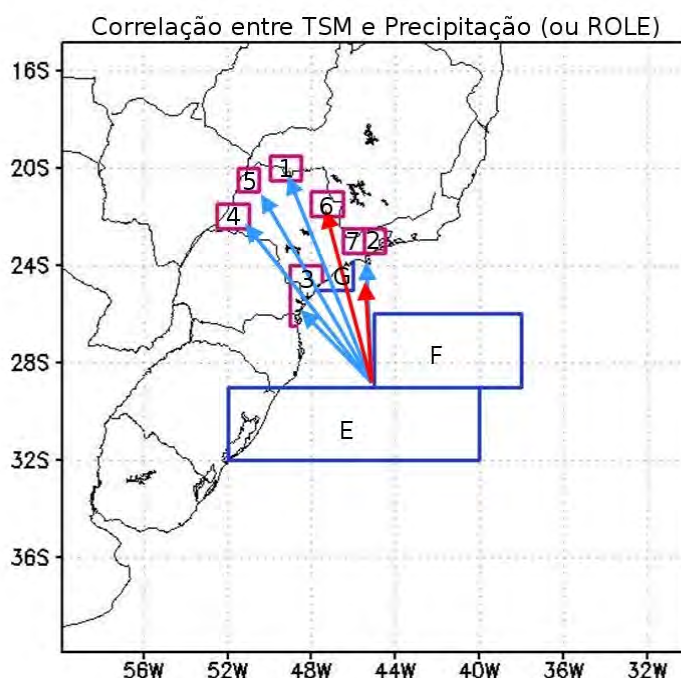 Correlação entre TSM e Precipitação (ou ROLE)
16S
20S
24S
28S
32S
36S
1
5
6
4
7 2
3 G
F
E
56W 52W 48W 44W 40W 36W 32W